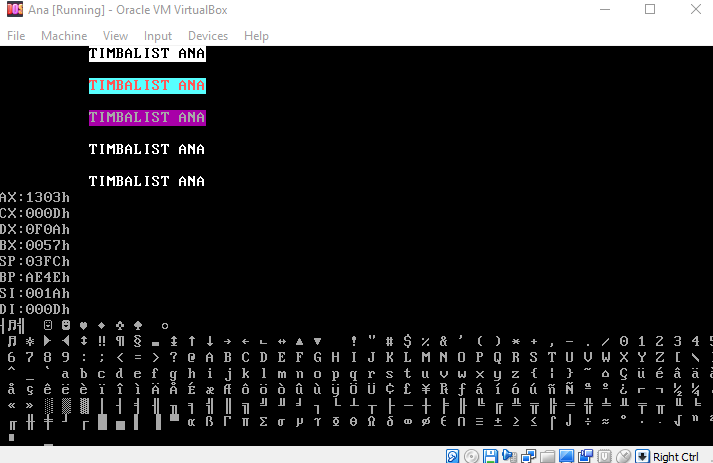 Ana [Running] - Oracle VM VirtualBox
File Machine View Input Devices Help
TIMBALIST ANA
TIMBALIST ANA
TIMBALIST ANA
TIMBALIST ANA
TIMBALIST ANA
AX:1303h
CX:000Dh
DX:0F0Ah
BX:0057h
SP:03FCh
BP:AE4Eh
SI:001Ah
DI:000Dh
╡♫╣ ☺ ☻ ♥ ♦ ♣ ♠ ○
♫ ☼ ► ◄ ↕ ‼ ¶ § ▬ ↨ ↑ ↓ → ← ∟ ↔ ▲ ▼ ! " # $ % & ' ( ) * + , - . / 0 1 2 3 4 5
6 7 8 9 : ; < = > ? @ A B C D E F G H I J K L M N O P Q R S T U V W X Y Z [ \
^ _ ` a b c d e f g h i j k l m n o p q r s t u v w x y z { | } ~ ⌂ Ç ü é â ä
å ç ê ë è ï î ì Ä Å É æ Æ ô ö ò û ù ÿ Ö Ü ¢ £ ¥ ₧ ƒ á í ó ú ñ Ñ ª º ¿ ⌐ ¬ ½ ¼
« » ░ ▒ ▓ │ ┤ ╡ ╢ ╖ ╕ ╣ ║ ╗ ╝ ╜ ╛ ┐ └ ┴ ┬ ├ ─ ┼ ╞ ╟ ╚ ╔ ╩ ╦ ╠ ═ ╬ ╧ ╨ ╤ ╥
╓ ╫ ╪ ┘ ┌ █ ▄ ▌ ▐ ▀ α ß Γ π Σ σ µ τ Φ Θ Ω δ ∞ φ ε ∩ ≡ ± ≥ ≤ ⌠ ⌡ ÷ ≈ ° ∙ · √ ⁿ ²
■
Right Ctrl